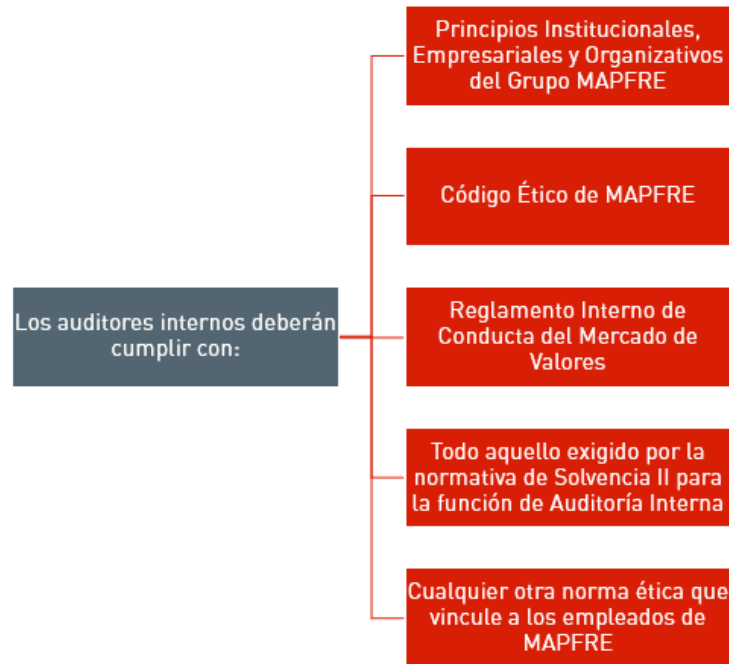 Principios Institucionales,
Empresariales y Organizativos
del Grupo MAPFRE
Código Ético de MAPFRE
Los auditores internos deberán
cumplir con:
Reglamento Interno de
Conducta del Mercado de
Valores
Todo aquello exigido por la
normativa de Solvencia II para
la función de Auditoría Interna
Cualquier otra norma ética que
vincule a los empleados de
MAPFRE